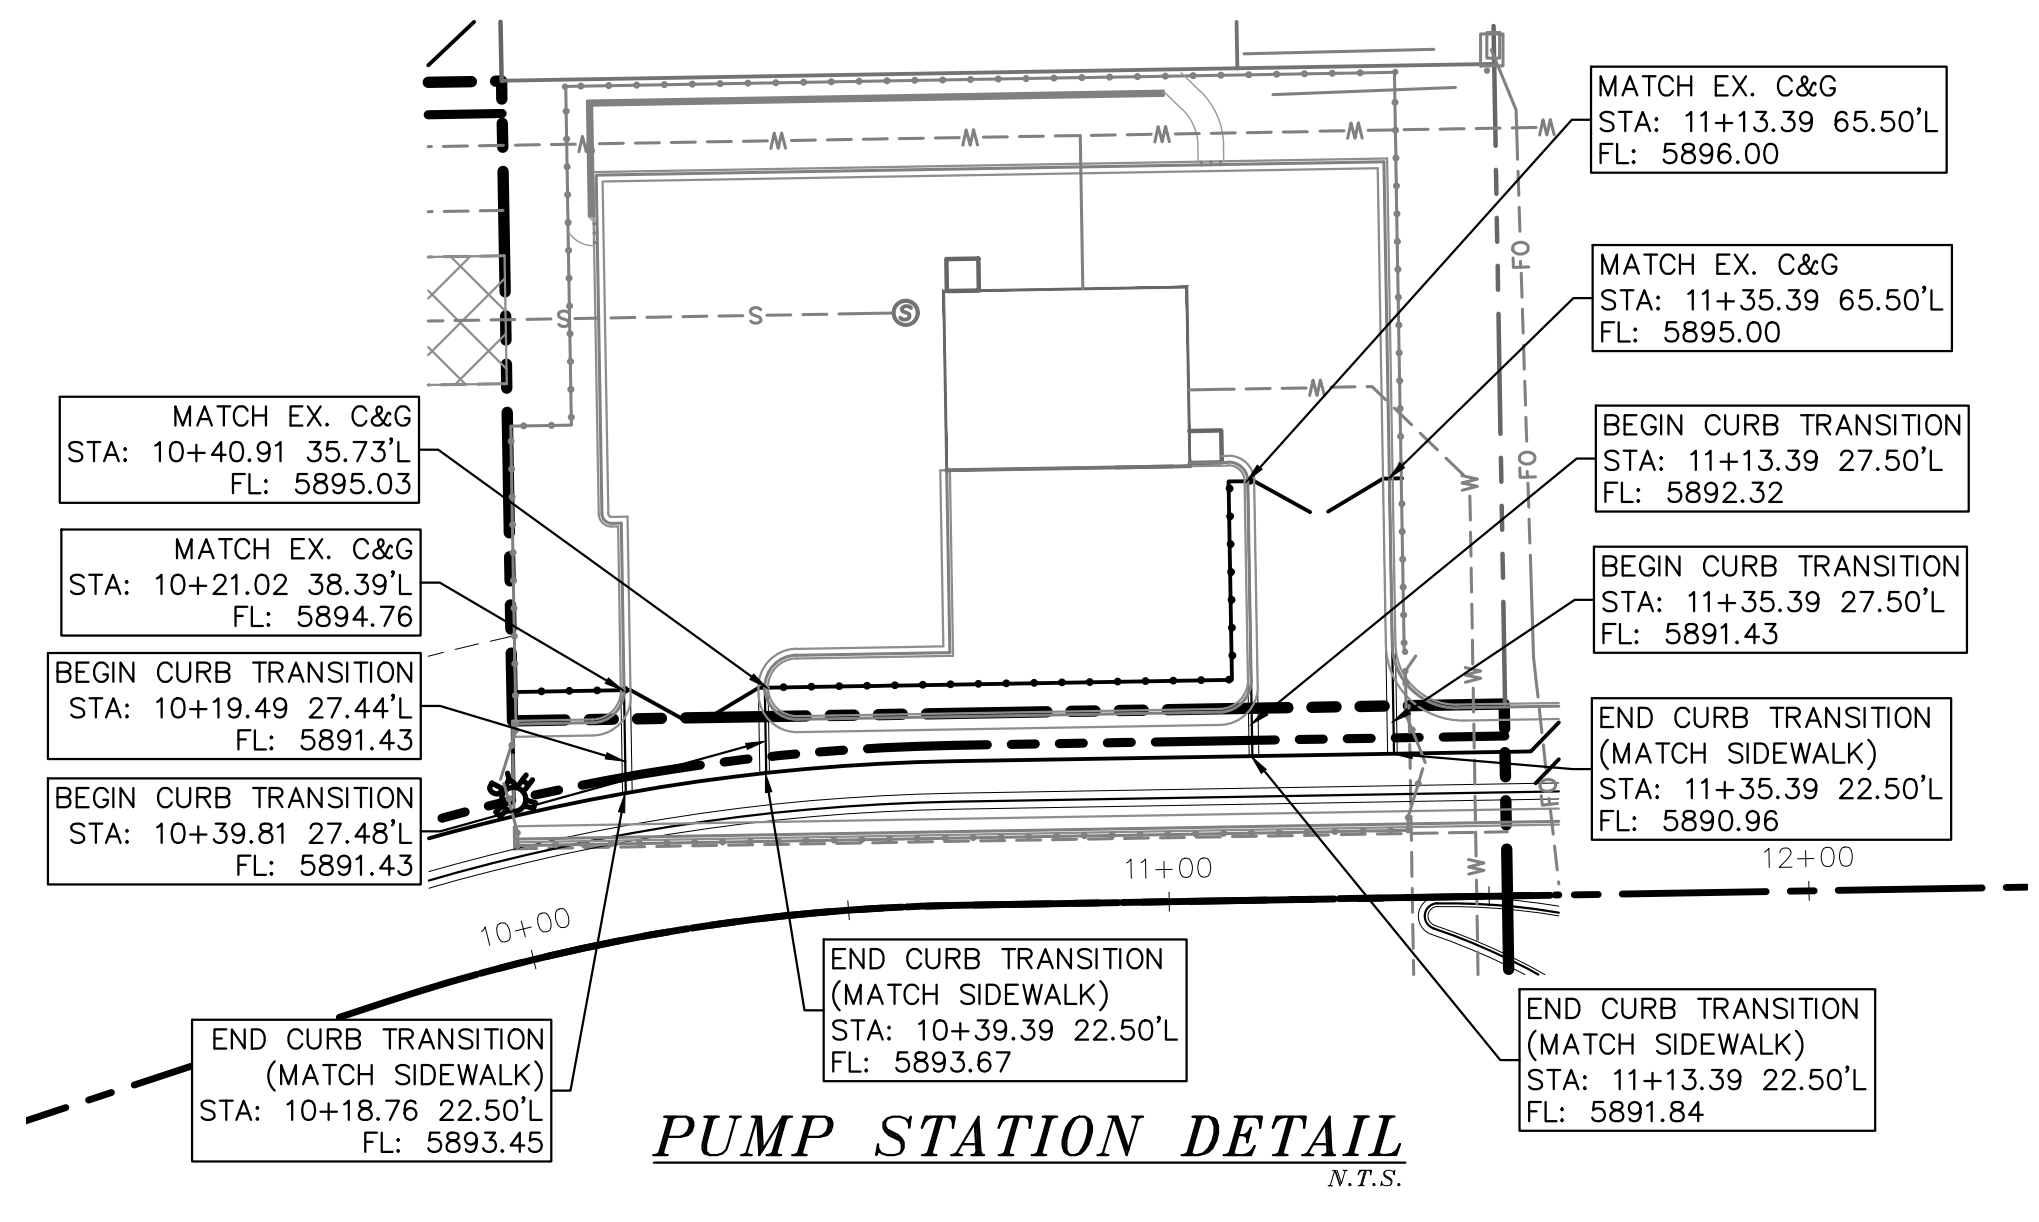 MATCH EX. C&G
STA: 11+13.39 65.50'L
FL: 5896.00
MATCH EX. C&G
STA: 11+35.39 65.50'L
FL: 5895.00
BEGIN CURB TRANSITION
STA: 11+13.39 27.50'L
FL: 5892.32
BEGIN CURB TRANSITION
STA: 11+35.39 27.50'L
FL: 5891.43
END CURB TRANSITION
(MATCH SIDEWALK)
STA: 11+35.39 22.50'L
FL: 5890.96
MATCH EX. C&G
STA: 10+40.91 35.73'L
FL: 5895.03
MATCH EX. C&G
STA: 10+21.02 38.39'L
FL: 5894.76
BEGIN CURB TRANSITION
STA: 10+19.49 27.44'L
FL: 5891.43
BEGIN CURB TRANSITION
STA: 10+39.81 27.48'L
FL: 5891.43
W W W W W W
S S S
W W W W
FO FO FO
10+00
11+00
12+00
END CURB TRANSITION
(MATCH SIDEWALK)
STA: 10+18.76 22.50'L
FL: 5893.45
END CURB TRANSITION
(MATCH SIDEWALK)
STA: 10+39.39 22.50'L
FL: 5893.67
END CURB TRANSITION
(MATCH SIDEWALK)
STA: 11+13.39 22.50'L
FL: 5891.84
PUMP STATION DETAIL
N.T.S.